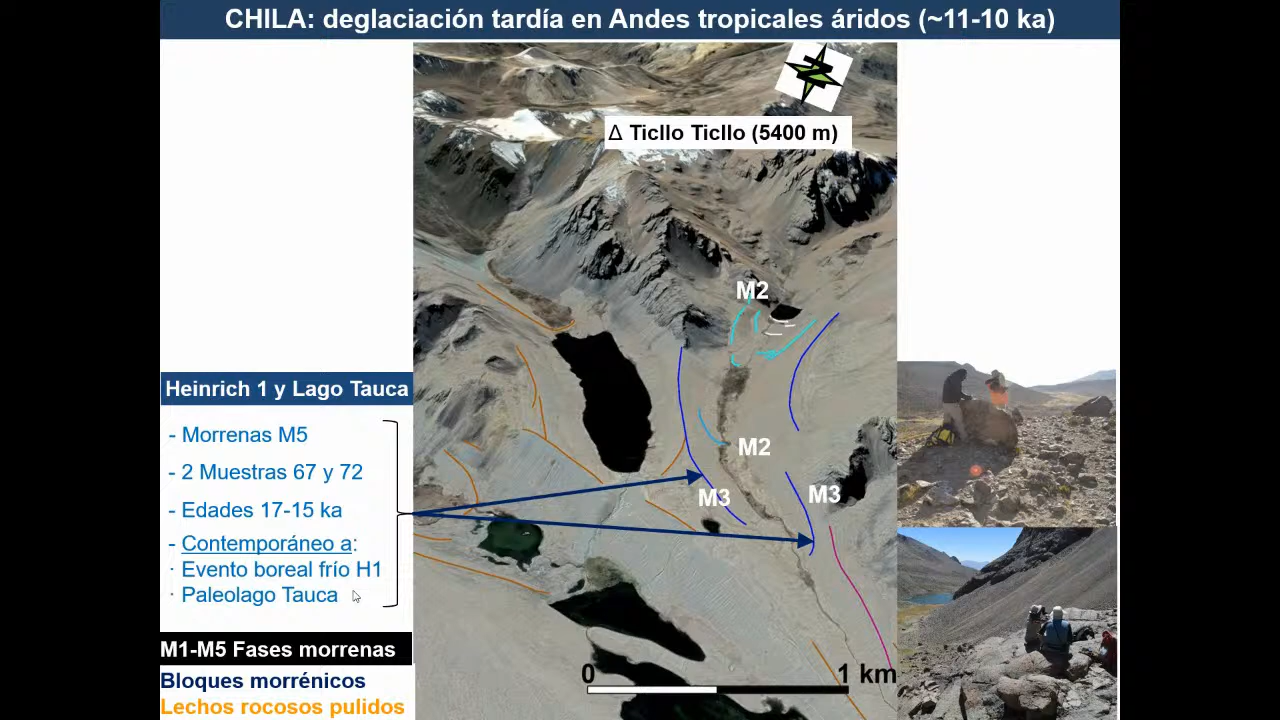 CHILA: deglaciación tardía en Andes tropicales áridos (~11-10 ka)
Δ Ticllo Ticllo (5400 m)
M2
Heinrich 1 y Lago Tauca
- Morrenas M5
- 2 Muestras 67 y 72
- Edades 17-15 ka
- Contemporáneo a:
· Evento boreal frío H1
· Paleolago Tauca
M2
M3
M3
M1-M5 Fases morrenas
Bloques morrénicos
Lechos rocosos pulidos
0
1 km